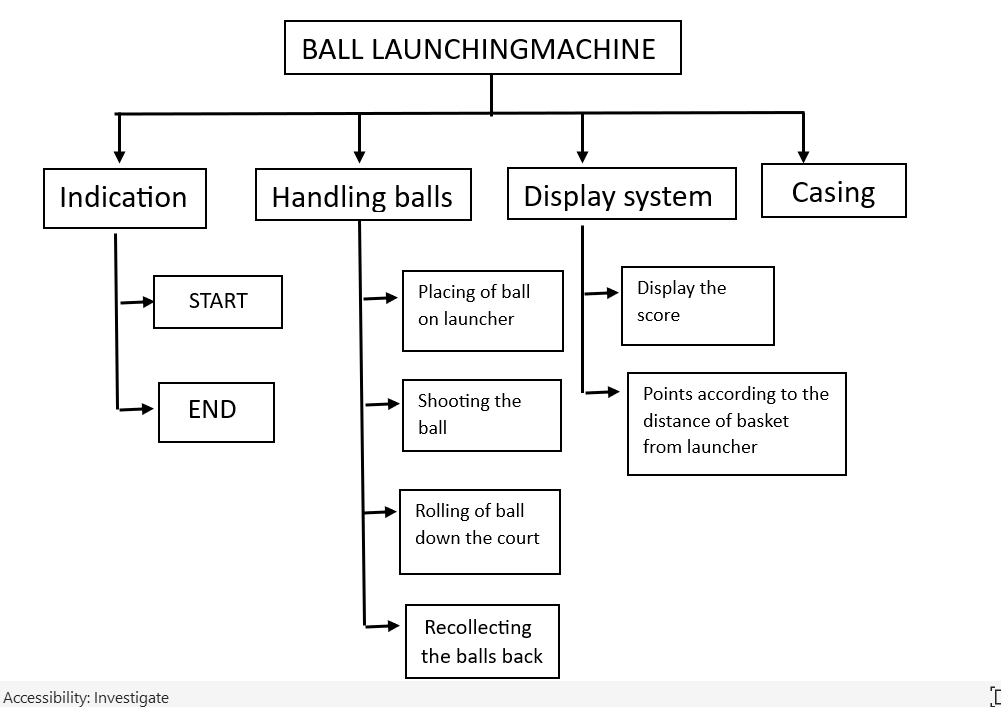 BALL LAUNCHINGMACHINE
Indication
Handling balls
Display system
Casing
START
END
Placing of ball
on launcher
Shooting the
ball
Rolling of ball
down the court
Recollecting
the balls back
Display the
score
Points according to the
distance of basket
from launcher
Accessibility: Investigate